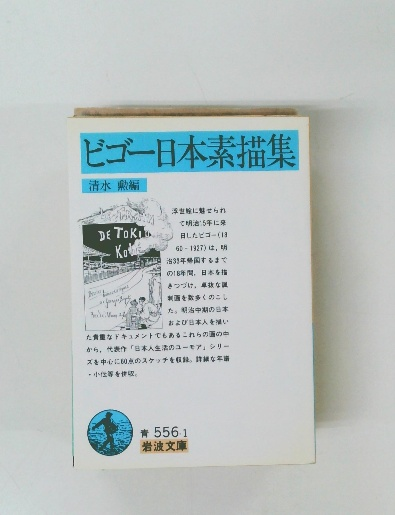 ビゴー日本素描集
清水 勲編
浮世絵に魅せられ
て明治15年に来
日したビゴー(18
60-1927)は、明
治32年帰国するまで
の18年間、日本を描
きつづけ、卓抜な諷
刺画を数多くのこし
た。明治中期の日本
および日本人を描い
た貴重なドキュメントでもあるこれらの画の中
から、代表作「日本人生活のユーモア」シリー
ズを中心に60点のスケッチを収録。詳細な年譜
・小伝等を併収。
DE TOKIO
青 556-1
岩波文庫